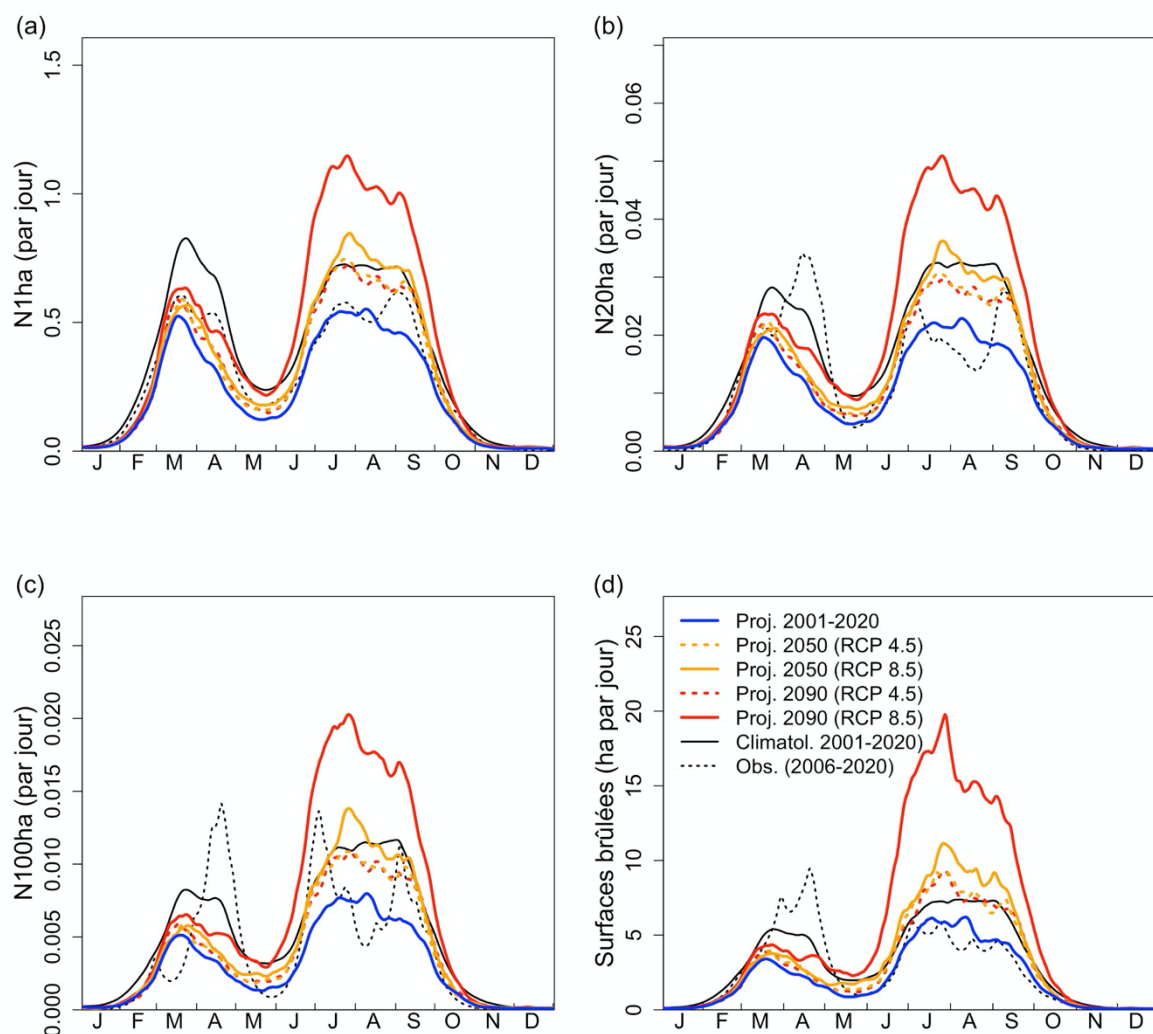 (a)
N1ha (par jour)
1.5
1.0
0.5
0.0
J F M A M J J A S O N D
(b)
N20ha (par jour)
0.06
0.04
0.02
0.00
J F M A M J J A S O N D
(c)
N100ha (par jour)
0.025
0.020
0.015
0.010
0.005
0.000
J F M A M J J A S O N D
(d)
Surfaces brûlées (ha par jour)
25
20
15
10
5
0
Proj. 2001-2020
Proj. 2050 (RCP 4.5)
Proj. 2050 (RCP 8.5)
Proj. 2090 (RCP 4.5)
Proj. 2090 (RCP 8.5)
Climatol. 2001-2020)
Obs. (2006-2020)
J F M A M J J A S O N D